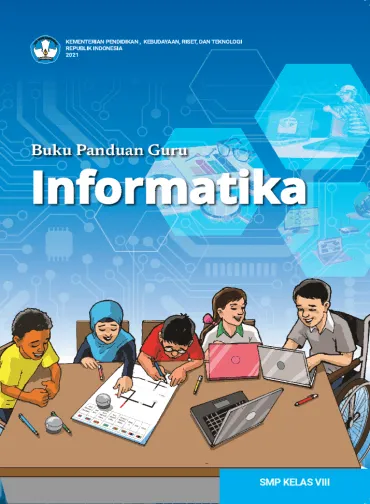 KEMENTERIAN PENDIDIKAN, KEBUDAYAAN, RISET, DAN TEKNOLOGI
REPUBLIK INDONESIA
2021
Buku Panduan Guru
Informatika
SMP KELAS VIII